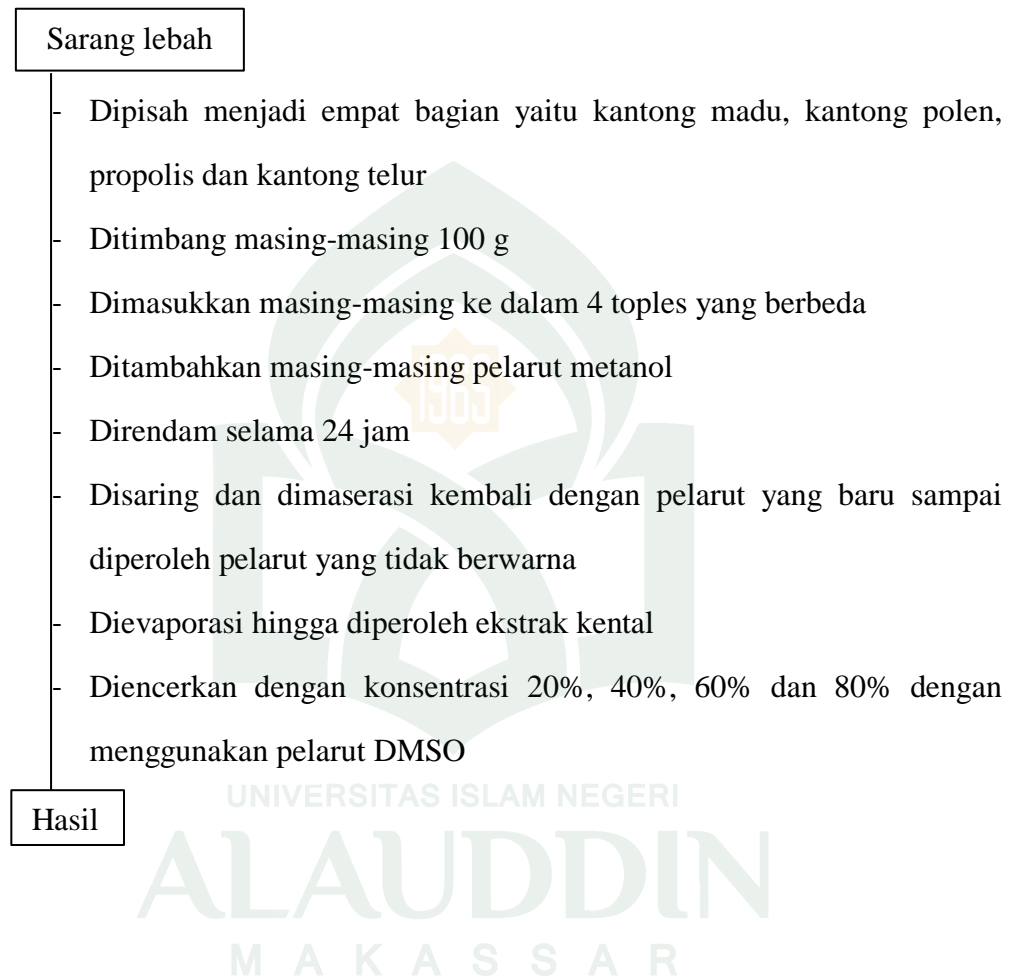 Sarang lebah
- Dipisah menjadi empat bagian yaitu kantong madu, kantong polen,
propolis dan kantong telur
- Ditimbang masing-masing 100 g
- Dimasukkan masing-masing ke dalam 4 toples yang berbeda
- Ditambahkan masing-masing pelarut metanol
1965
- Direndam selama 24 jam
- Disaring dan dimaserasi kembali dengan pelarut yang baru sampai
diperoleh pelarut yang tidak berwarna
- Dievaporasi hingga diperoleh ekstrak kental
- Diencerkan dengan konsentrasi 20%, 40%, 60% dan 80% dengan
menggunakan pelarut DMSO
UNIVERSITAS ISLAM NEGERI
Hasil
ALAUDDIN
MAKASSAR